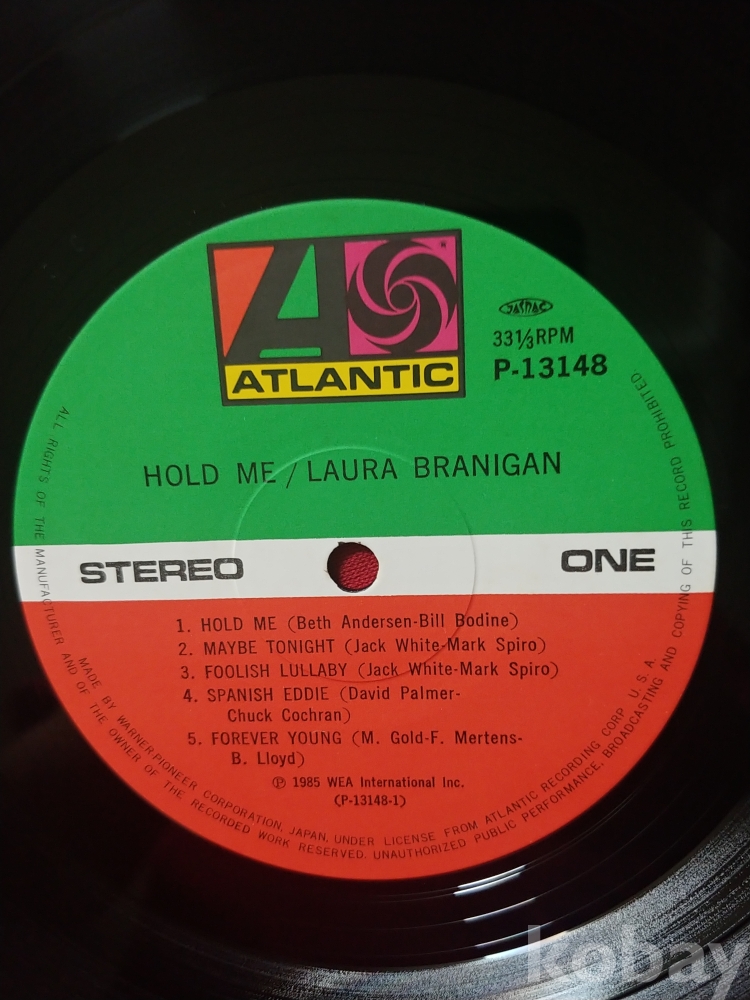 JASRAC
33 1/3 RPM
P-13148
ATLANTIC
HOLD ME / LAURA BRANIGAN
STEREO
ONE
1. HOLD ME (Beth Andersen-Bill Bodine)
2. MAYBE TONIGHT (Jack White-Mark Spiro)
3. FOOLISH LULLABY (Jack White-Mark Spiro)
4. SPANISH EDDIE (David Palmer-
Chuck Cochran)
5. FOREVER YOUNG (M. Gold-F. Mertens-
B. Lloyd)
Ⓟ 1985 WEA International Inc.
(P-13148-1)
MADE BY WARNER-PIONEER CORPORATION, JAPAN, UNDER LICENSE FROM ATLANTIC RECORDING CORP. U.S.A.
ALL RIGHTS OF THE MANUFACTURER AND OF THE OWNER OF THE RECORDED WORK RESERVED. UNAUTHORIZED PUBLIC PERFORMANCE, BROADCASTING AND COPYING OF THIS RECORD PROHIBITED
kobay